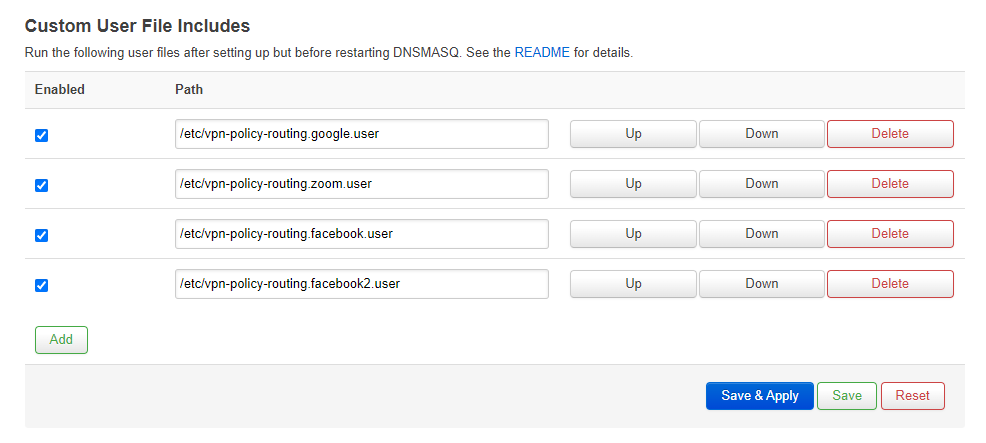 Custom User File Includes
Run the following user files after setting up but before restarting DNSMASQ. See the README for details.
Enabled Path
/etc/vpn-policy-routing.google.user Up Down Delete
/etc/vpn-policy-routing.zoom.user Up Down Delete
/etc/vpn-policy-routing.facebook.user Up Down Delete
/etc/vpn-policy-routing.facebook2.user Up Down Delete
Add
Save & Apply Save Reset